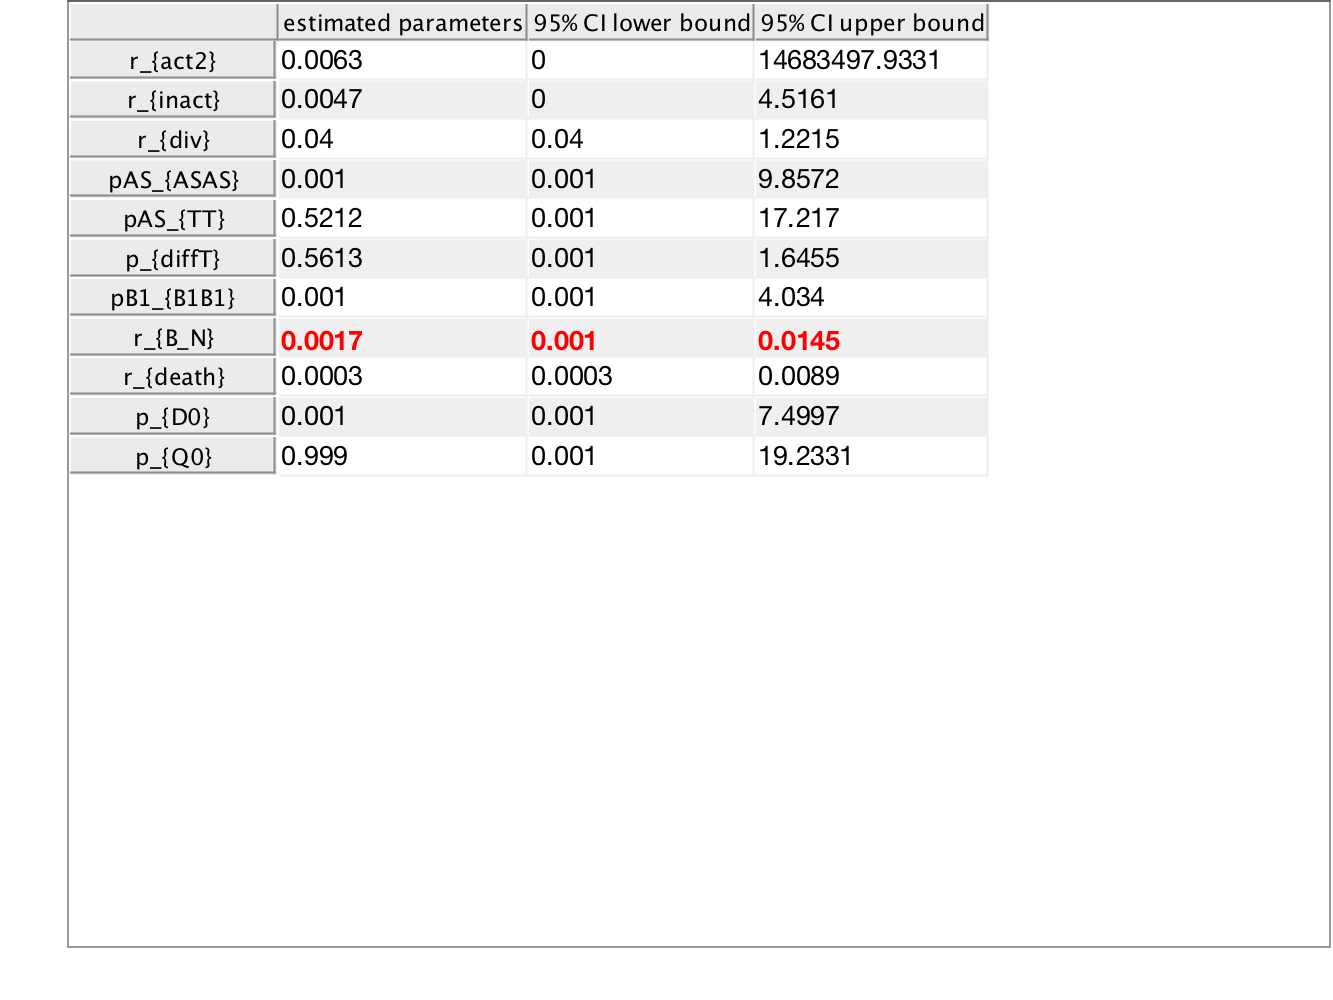 estimated parameters 95% CI lower bound 95% CI upper bound
r_{act2} 0.0063 0 14683497.9331
r_{inact} 0.0047 0 4.5161
r_{div} 0.04 0.04 1.2215
pAS_{ASAS} 0.001 0.001 9.8572
pAS_{TT} 0.5212 0.001 17.217
p_{diffT} 0.5613 0.001 1.6455
pB1_{B1B1} 0.001 0.001 4.034
r_{B_N} 0.0017 0.001 0.0145
r_{death} 0.0003 0.0003 0.0089
p_{D0} 0.001 0.001 7.4997
p_{Q0} 0.999 0.001 19.2331